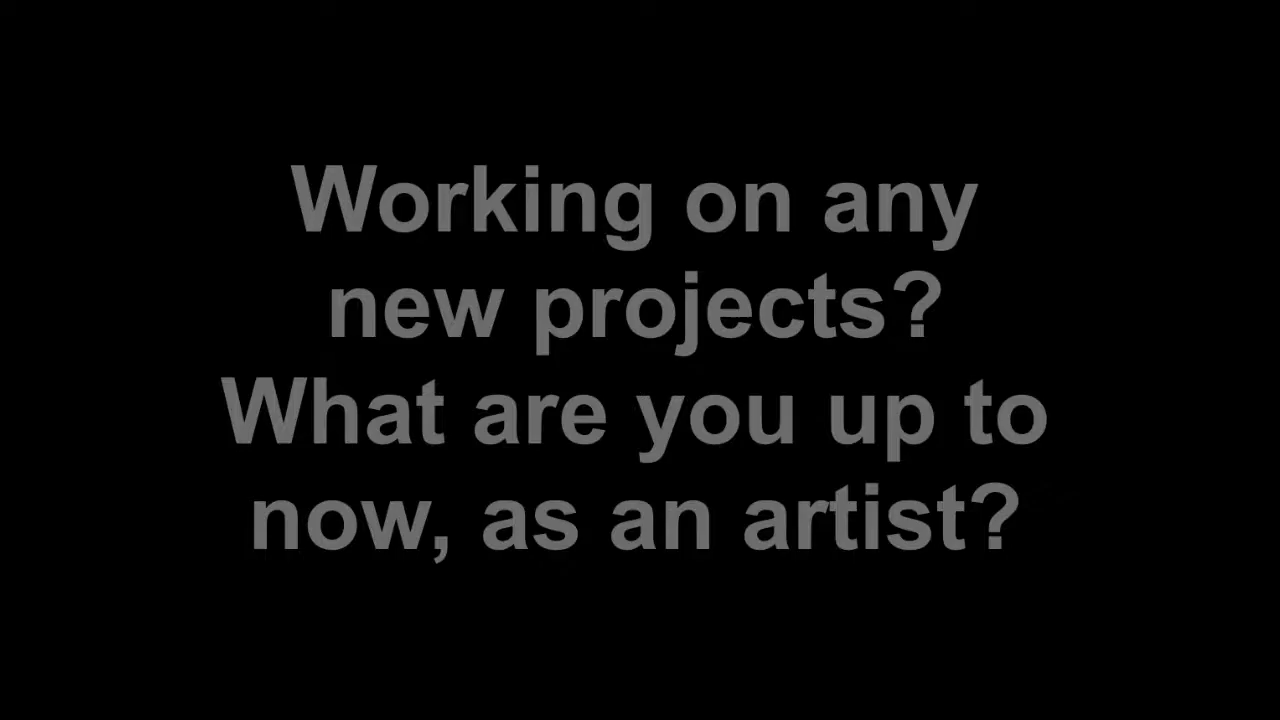 Working on any
new projects?
What are you up to
now, as an artist?